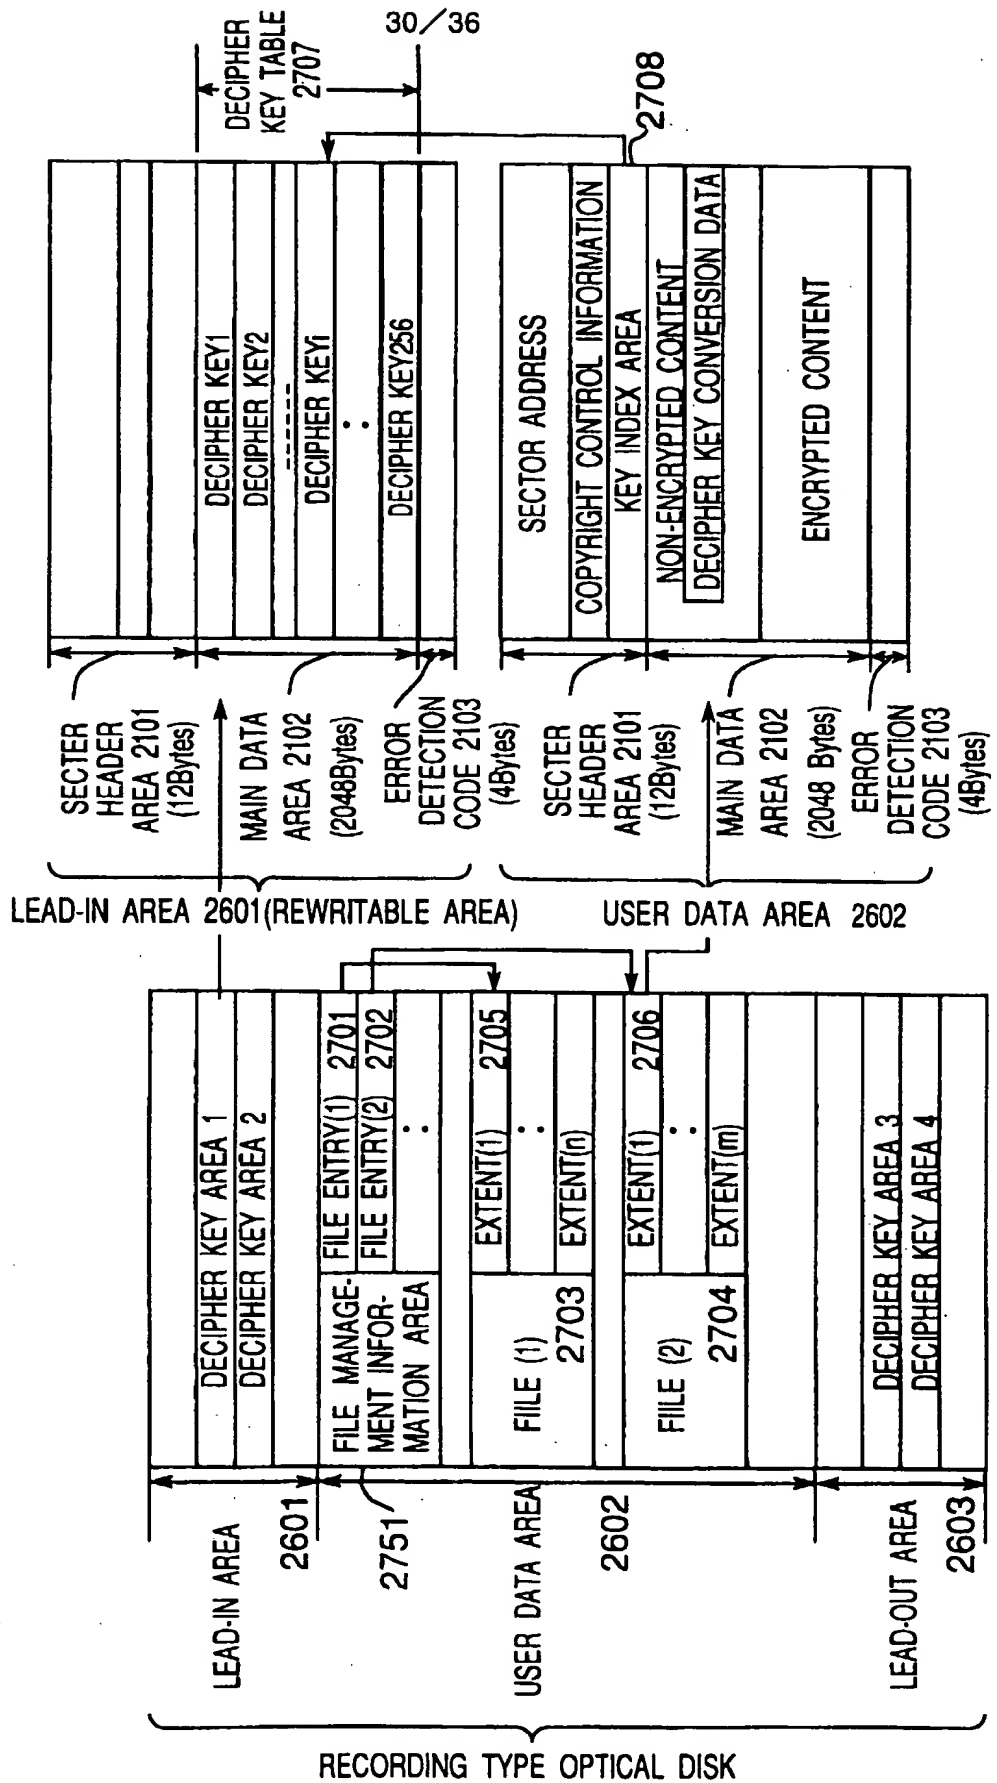 30/36
RECORDING TYPE OPTICAL DISK
LEAD-IN AREA
2601
USER DATA AREA
2602
LEAD-OUT AREA
2603
2751
DECIPHER KEY AREA 1
DECIPHER KEY AREA 2
FILE MANAGE-
MENT INFOR-
MATION AREA
FILE ENTRY(1) 2701
FILE ENTRY(2) 2702
FIILE (1)
2703
EXTENT(1) 2705
EXTENT(n)
FIILE (2)
2704
EXTENT(1) 2706
EXTENT(m)
DECIPHER KEY AREA 3
DECIPHER KEY AREA 4
LEAD-IN AREA 2601(REWRITABLE AREA)
SECTER
HEADER
AREA 2101
(12Bytes)
MAIN DATA
AREA 2102
(2048Bytes)
ERROR
DETECTION
CODE 2103
(4Bytes)
DECIPHER KEY1
DECIPHER KEY2
DECIPHER KEYi
DECIPHER KEY256
DECIPHER
KEY TABLE
2707
USER DATA AREA 2602
SECTER
HEADER
AREA 2101
(12Bytes)
MAIN DATA
AREA 2102
(2048 Bytes)
ERROR
DETECTION
CODE 2103
(4Bytes)
SECTOR ADDRESS
COPYRIGHT CONTROL INFORMATION
KEY INDEX AREA
2708
NON-ENCRYPTED CONTENT
DECIPHER KEY CONVERSION DATA
ENCRYPTED CONTENT